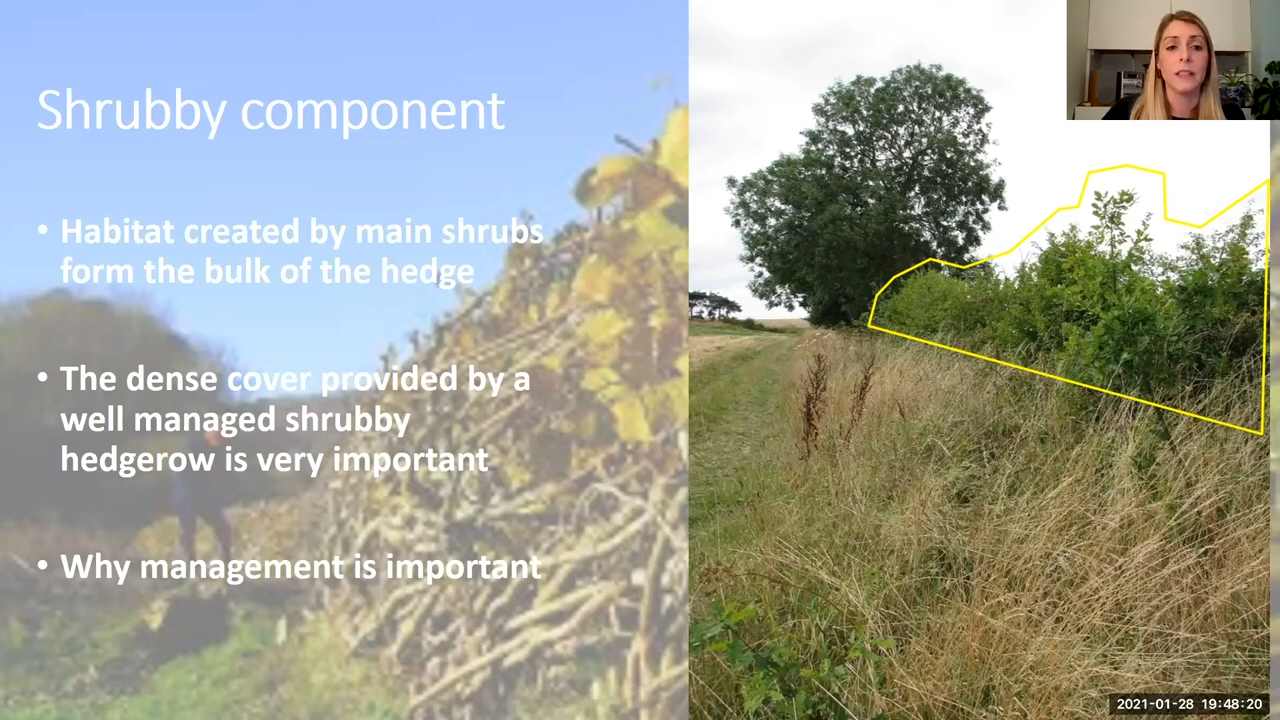 Shrubby component
• Habitat created by main shrubs
form the bulk of the hedge
• The dense cover provided by a
well managed shrubby
hedgerow is very important
• Why management is important
2021-01-28 19:48:20